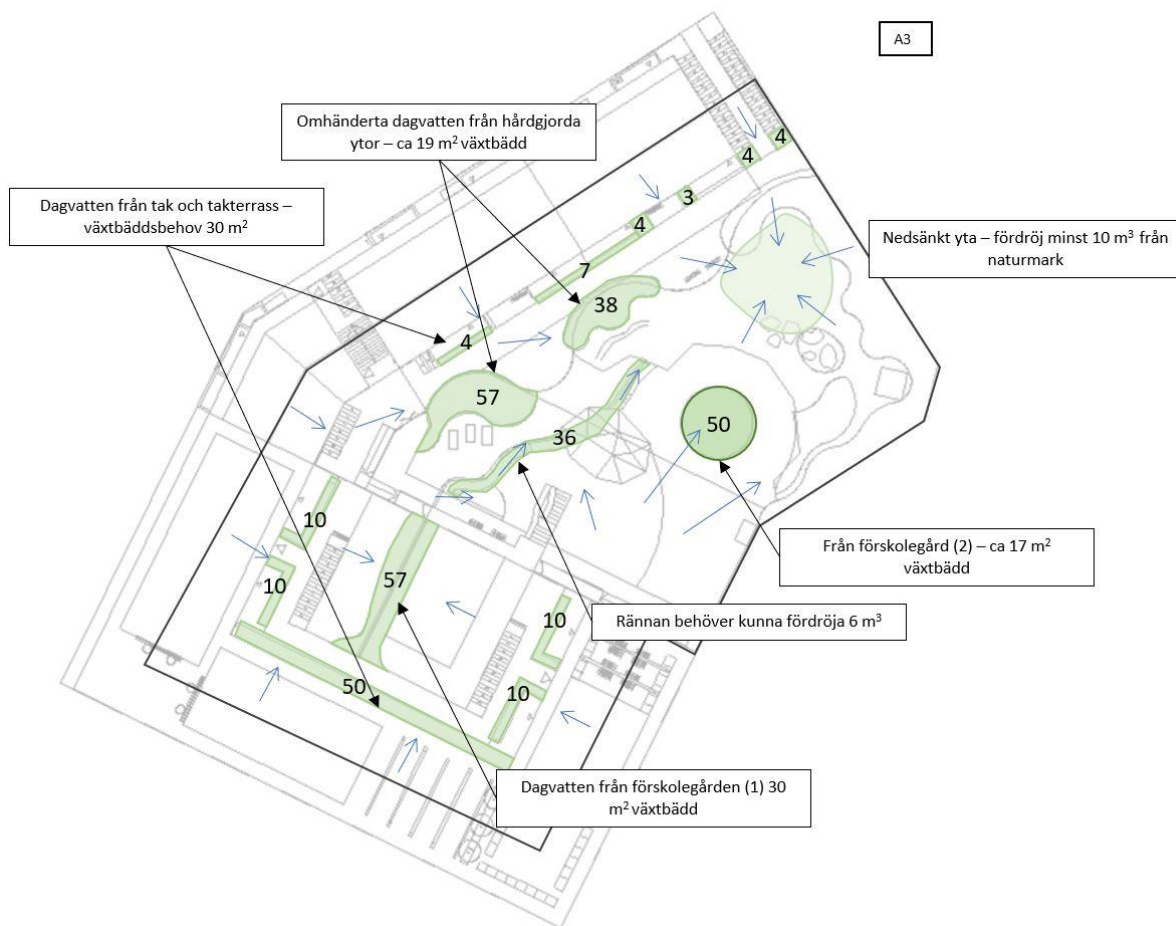 A3
Omhänderta dagvatten från hårdgjorda
ytor – ca 19 m² växtbädd
4
4
Dagvatten från tak och takterrass –
växtbäddsbehov 30 m²
3
4
Nedsänkt yta – fördröj minst 10 m³ från
naturmark
7
38
4
57
50
36
10
Från förskolegård (2) – ca 17 m²
växtbädd
57
10
10
Rännan behöver kunna fördröja 6 m³
50
10
Dagvatten från förskolegården (1) 30
m² växtbädd